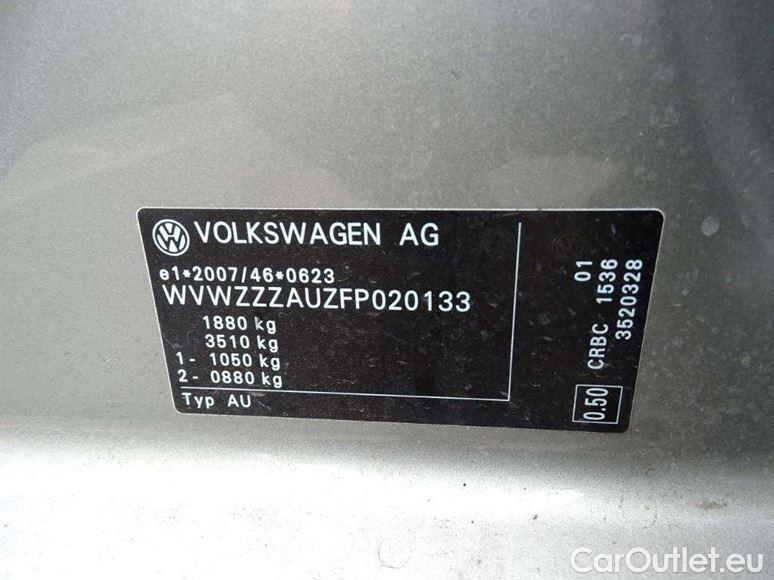 VOLKSWAGEN AG
e1*2007/46*0623
WVWZZZAUZFP020133
1880 kg
3510 kg
1- 1050 kg
2- 0880 kg
Typ AU
01
CRBC 1536
3520328
0.50
CarOutlet.eu